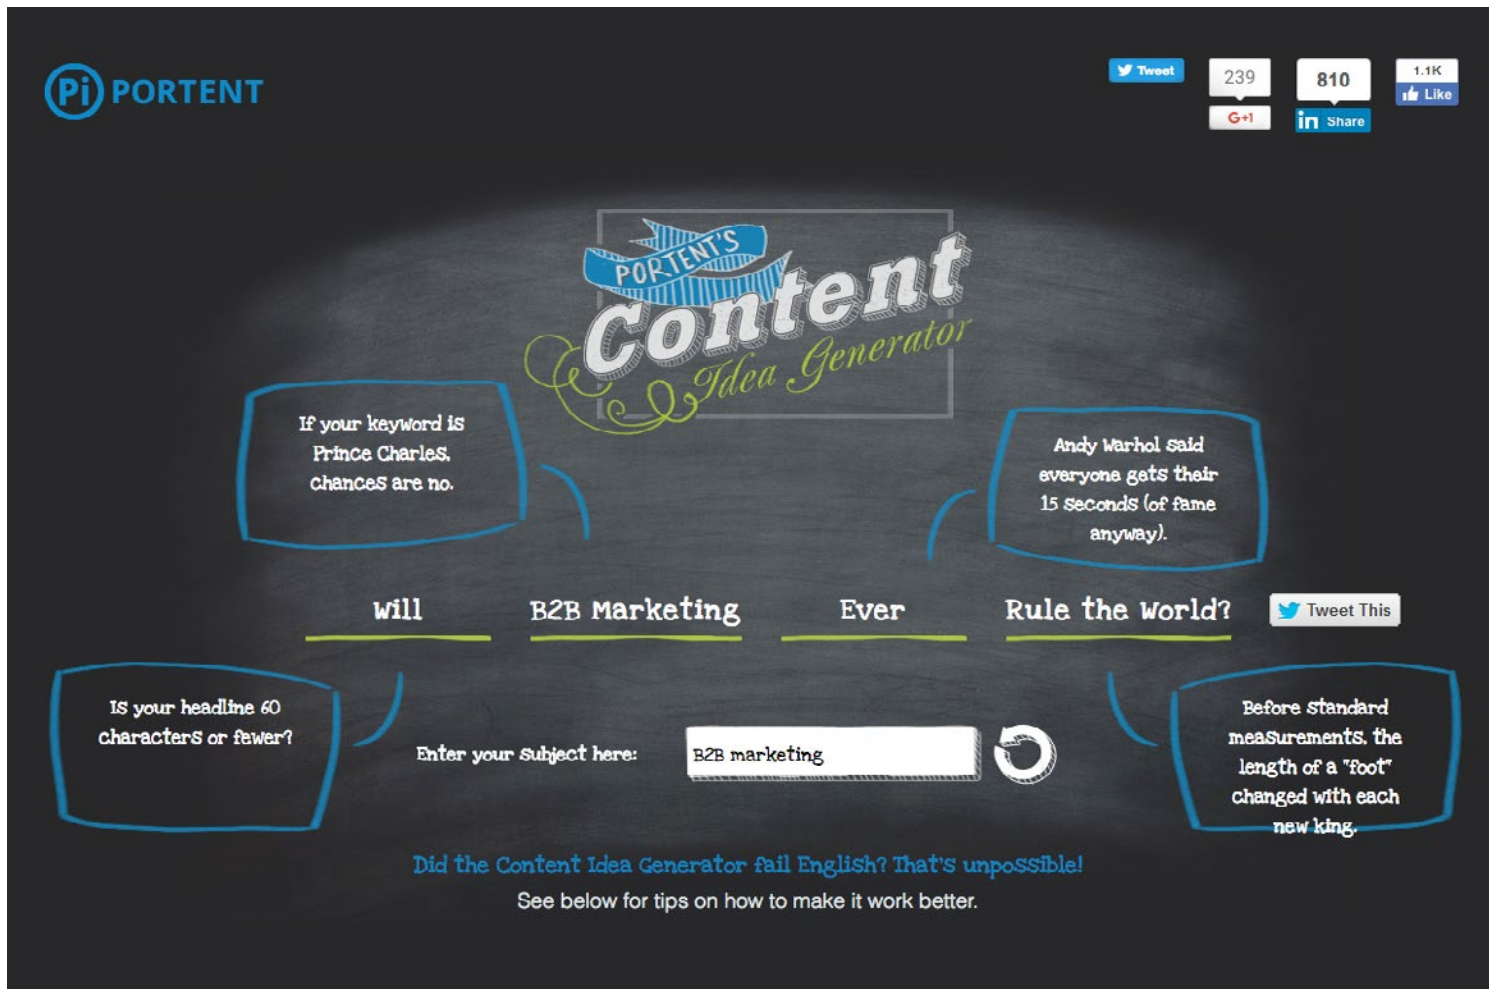 Pi PORTENT
Tweet
239
G+1
810
in Share
1.1K
Like
PORTENT'S
Content
Idea Generator
If your keyword is
Prince Charles,
chances are no.
Andy Warhol said
everyone gets their
15 seconds (of fame
anyway).
Will B2B Marketing Ever Rule the World?
Tweet This
Is your headline 60
characters or fewer?
Enter your subject here:
B2B marketing
Before standard
measurements, the
length of a "foot"
changed with each
new king.
Did the Content Idea Generator fail English? That's unpossible!
See below for tips on how to make it work better.